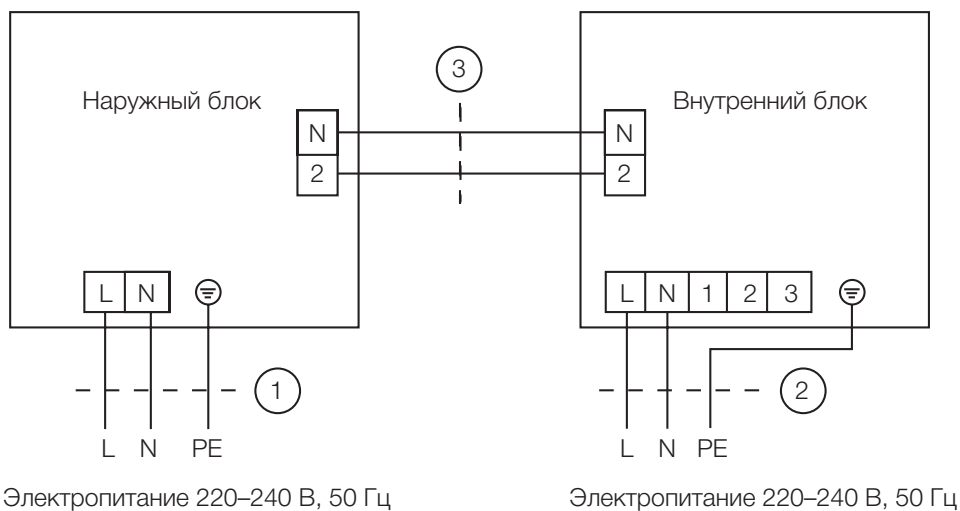 3
Наружный блок
Внутренний блок
N
N
2
2
L N
L N 1 2 3
1
2
L N PE
L N PE
Электропитание 220–240 В, 50 Гц
Электропитание 220–240 В, 50 Гц